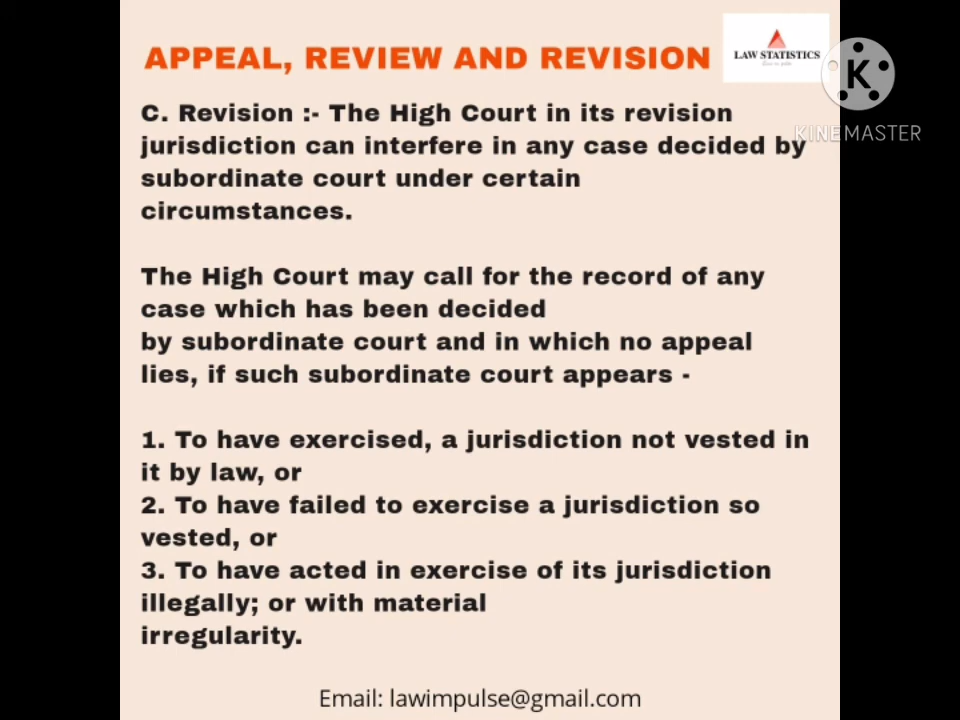 APPEAL, REVIEW AND REVISION
LAW STATISTICS
K
KINEMASTER
C. Revision :- The High Court in its revision
jurisdiction can interfere in any case decided by
subordinate court under certain
circumstances.
The High Court may call for the record of any
case which has been decided
by subordinate court and in which no appeal
lies, if such subordinate court appears -
1. To have exercised, a jurisdiction not vested in
it by law, or
2. To have failed to exercise a jurisdiction so
vested, or
3. To have acted in exercise of its jurisdiction
illegally; or with material
irregularity.
Email: lawimpulse@gmail.com